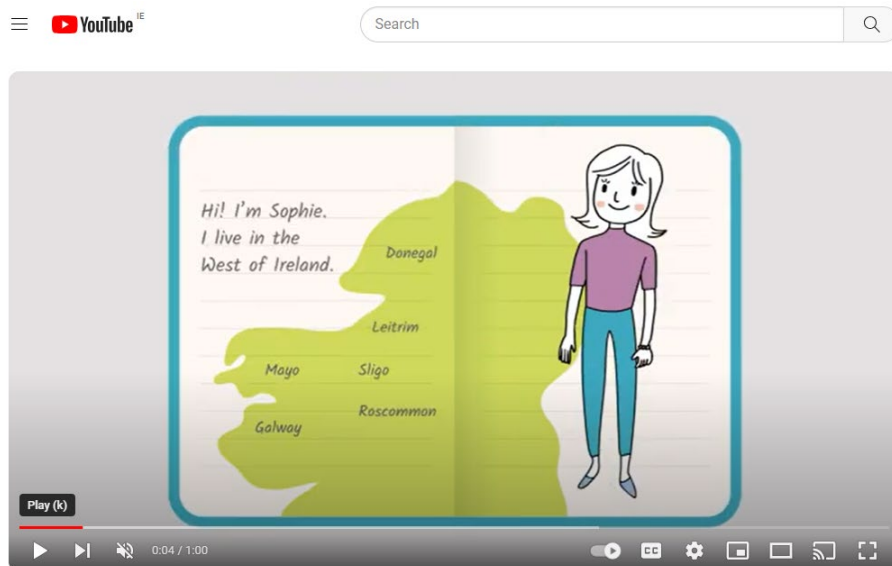 YouTube IE
Search
Hi! I'm Sophie.
I live in the
West of Ireland.
Donegal
Leitrim
Mayo
Sligo
Roscommon
Galway
Play (k)
0:04 / 1:00
CC